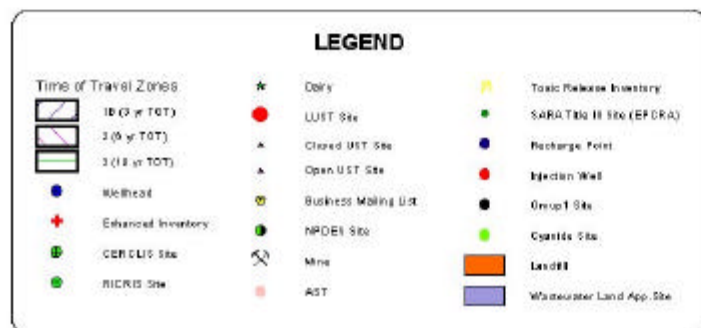 LEGEND
Time of Travel Zones
1B (3 yr TOT)
2 (6 yr TOT)
3 (10 yr TOT)
Wellhead
Enhanced Inventory
CERCLIS Site
RICRIS Site
Dairy
LUST Site
Closed UST Site
Open UST Site
Business Mailing List
NPDES Site
Mine
AST
Toxic Release Inventory
SARA Title III Site (EPCRA)
Recharge Point
Injection Well
Group1 Site
Cyanide Site
Landfill
Wastewater Land App. Site